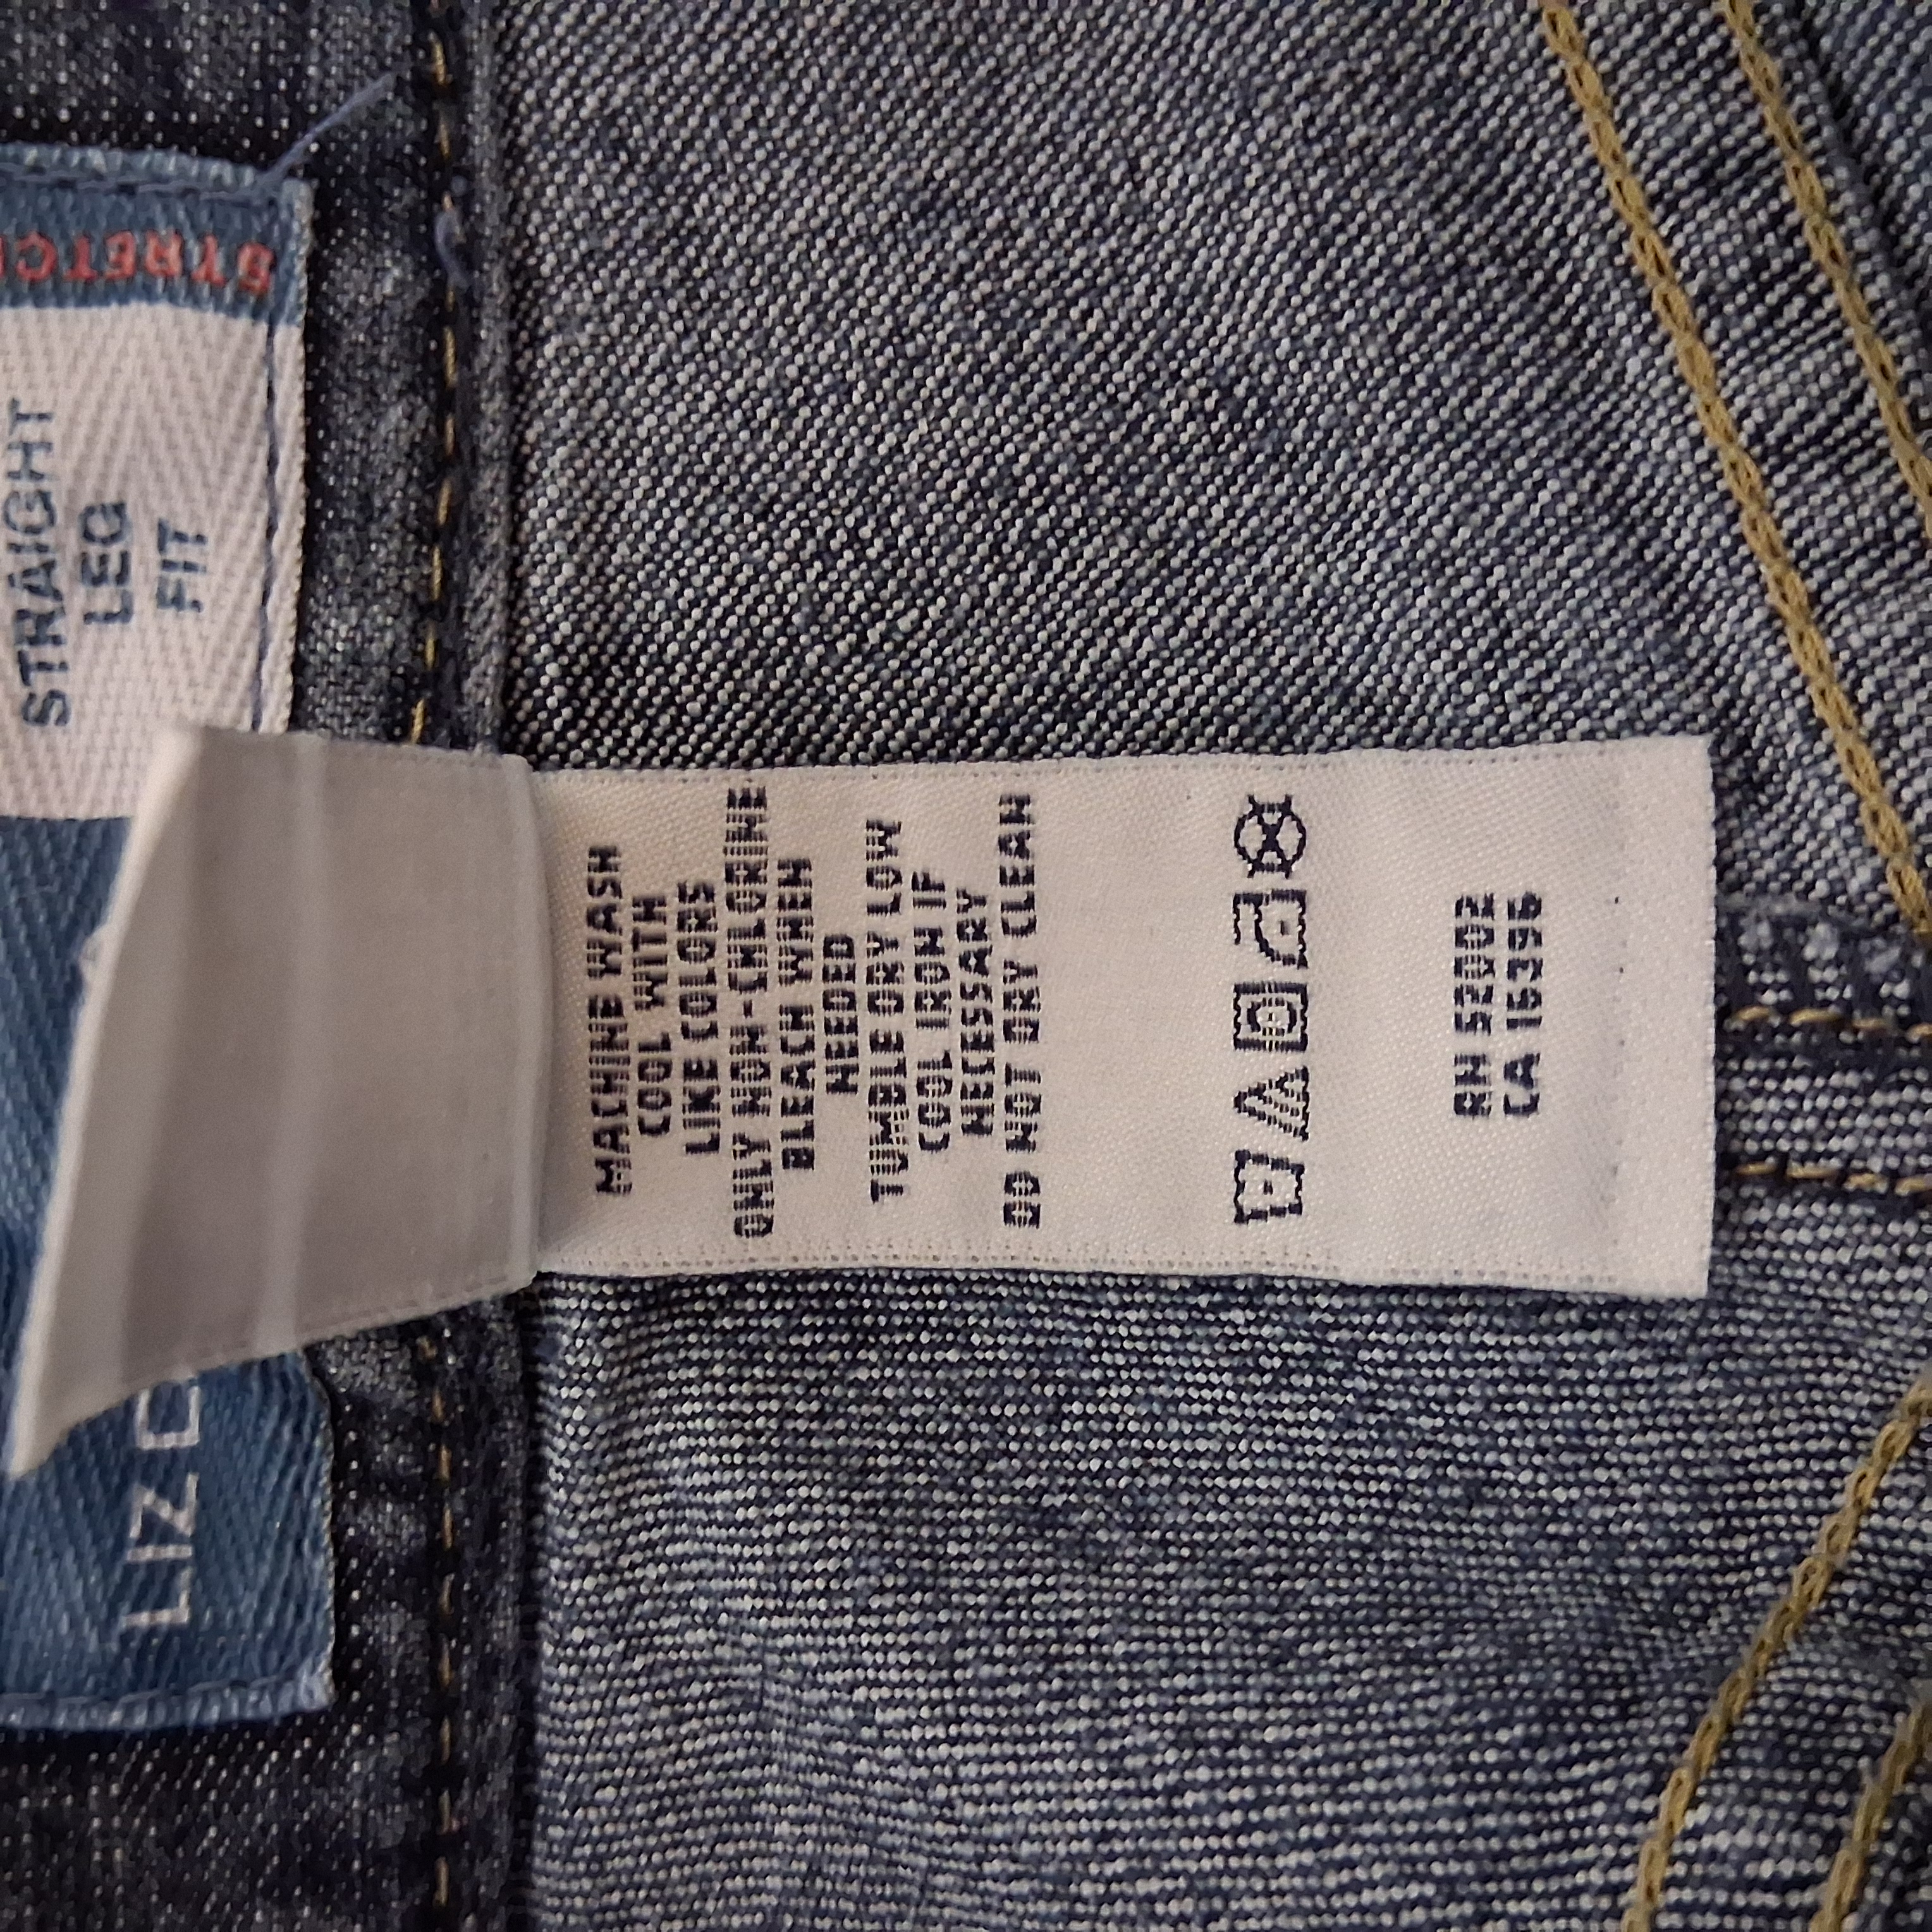 STRETCH
STRAIGHT
LEG
FIT
LIZ C
MACHINE WASH
COOL WITH
LIKE COLORS
ONLY NON-CHLORINE
BLEACH WHEN
NEEDED
TUMBLE DRY LOW
COOL IRON IF
NECESSARY
DO NOT DRY CLEAN
RN 52002
CA 16396